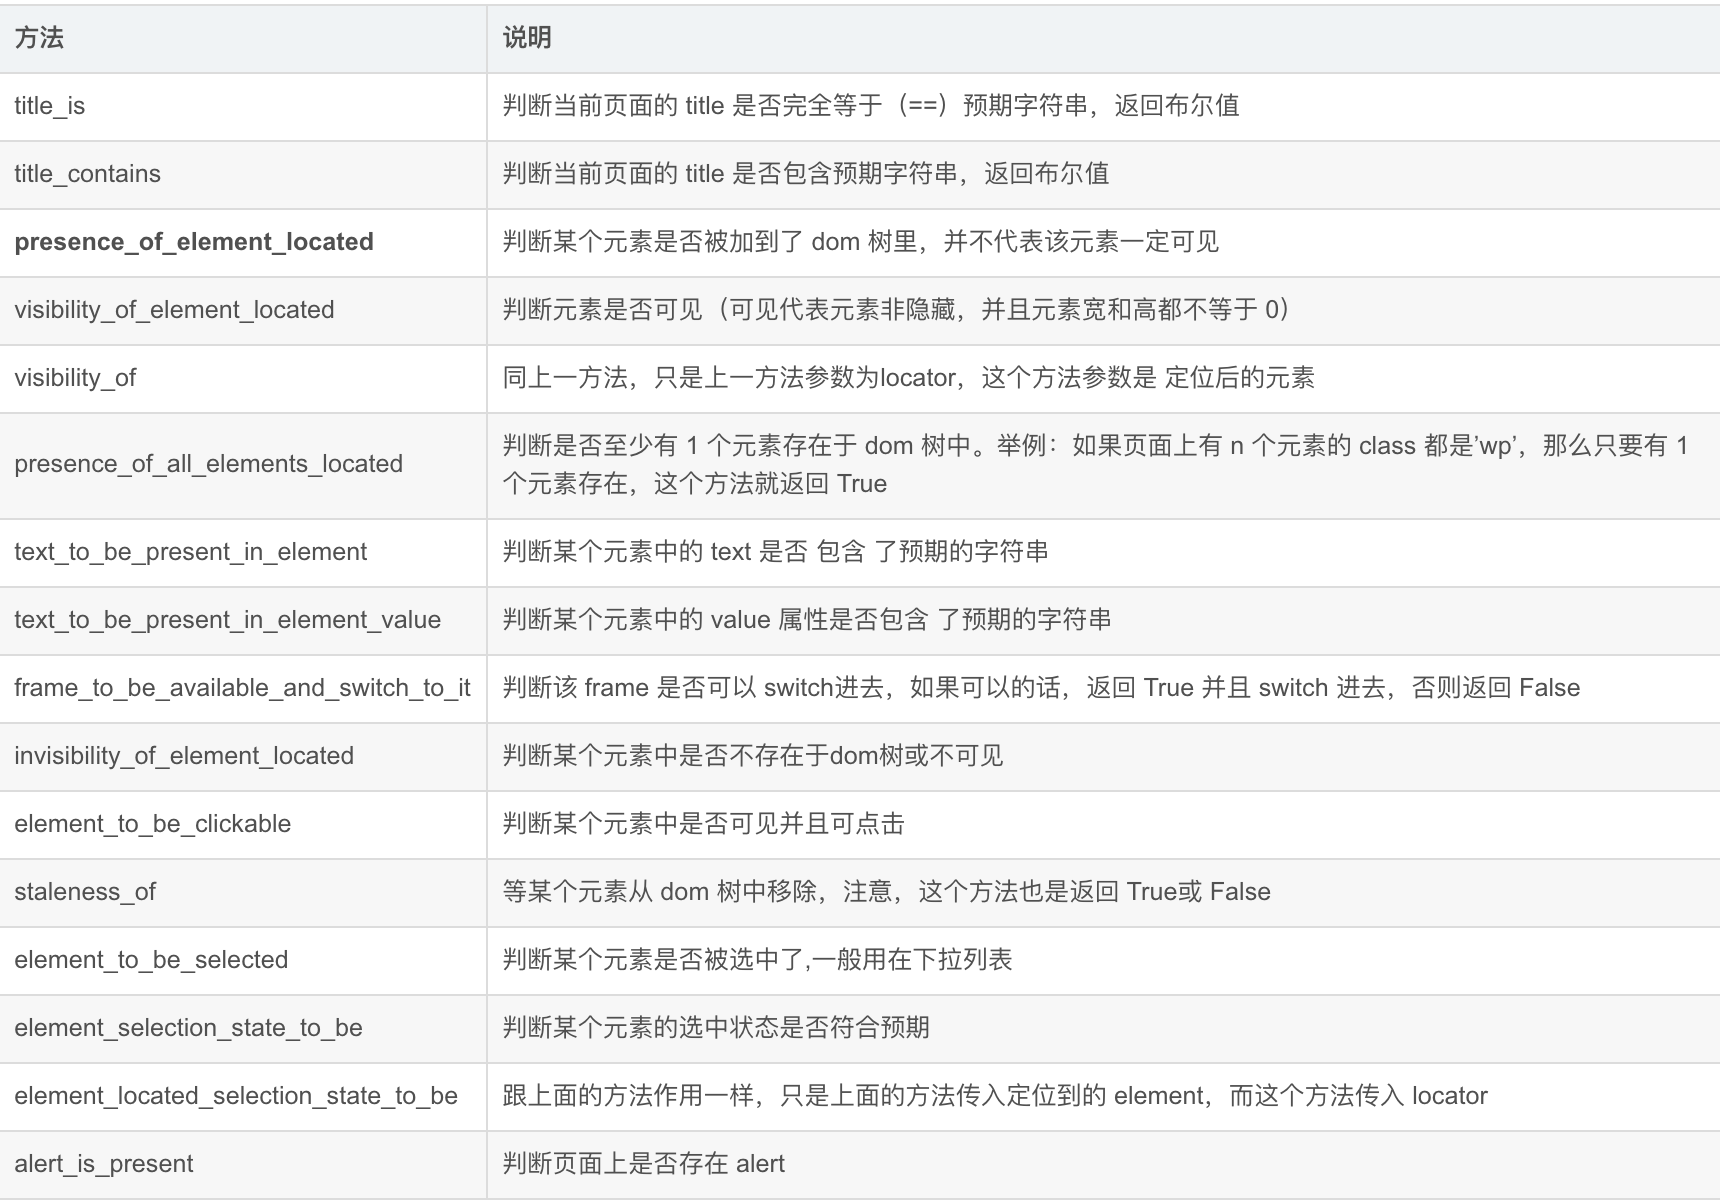 方法
说明
title_is
判断当前页面的 title 是否完全等于（==）预期字符串，返回布尔值
title_contains
判断当前页面的 title 是否包含预期字符串，返回布尔值
presence_of_element_located
判断某个元素是否被加到了 dom 树里，并不代表该元素一定可见
visibility_of_element_located
判断元素是否可见（可见代表元素非隐藏，并且元素宽和高都不等于 0）
visibility_of
同上一方法，只是上一方法参数为locator，这个方法参数是 定位后的元素
presence_of_all_elements_located
判断是否至少有 1 个元素存在于 dom 树中。举例：如果页面上有 n 个元素的 class 都是’wp’，那么只要有 1
个元素存在，这个方法就返回 True
text_to_be_present_in_element
判断某个元素中的 text 是否 包含 了预期的字符串
text_to_be_present_in_element_value
判断某个元素中的 value 属性是否包含 了预期的字符串
frame_to_be_available_and_switch_to_it
判断该 frame 是否可以 switch进去，如果可以的话，返回 True 并且 switch 进去，否则返回 False
invisibility_of_element_located
判断某个元素中是否不存在于dom树或不可见
element_to_be_clickable
判断某个元素中是否可见并且可点击
staleness_of
等某个元素从 dom 树中移除，注意，这个方法也是返回 True或 False
element_to_be_selected
判断某个元素是否被选中了,一般用在下拉列表
element_selection_state_to_be
判断某个元素的选中状态是否符合预期
element_located_selection_state_to_be
跟上面的方法作用一样，只是上面的方法传入定位到的 element，而这个方法传入 locator
alert_is_present
判断页面上是否存在 alert